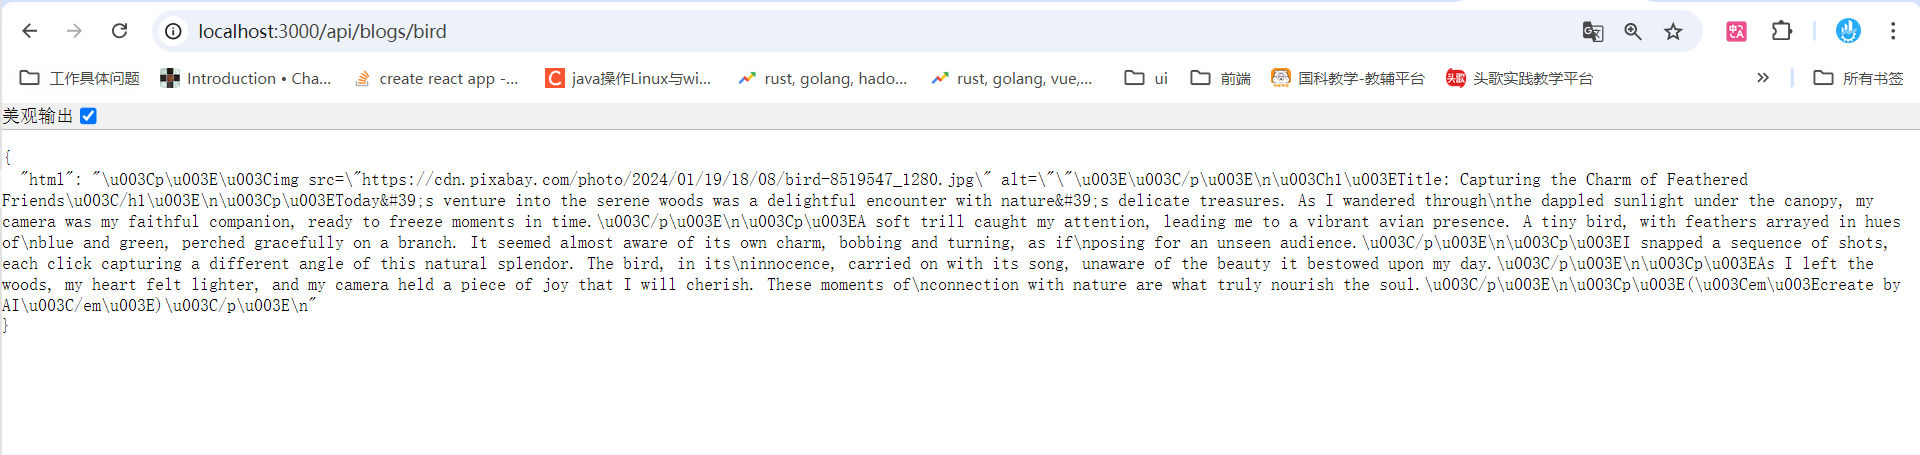 localhost:3000/api/blogs/bird
工作具体问题 Introduction • Cha... create react app -... java操作Linux与wi... rust, golang, hado... rust, golang, vue,... ui 前端 国科教学-教辅平台 头歌 头歌实践教学平台 » 所有书签
美观输出
{
"html": "\u003Cp\u003E\u003Cimg src=\"https://cdn.pixabay.com/photo/2024/01/19/18/08/bird-8519547_1280.jpg\" alt=\"\"\u003E\u003C/p\u003E\n\u003Ch1\u003ETitle: Capturing the Charm of Feathered
Friends\u003C/h1\u003E\n\u003Cp\u003EToday&#39;s venture into the serene woods was a delightful encounter with nature&#39;s delicate treasures. As I wandered through\nthe dappled sunlight under the canopy, my
camera was my faithful companion, ready to freeze moments in time.\u003C/p\u003E\n\u003Cp\u003EA soft trill caught my attention, leading me to a vibrant avian presence. A tiny bird, with feathers arrayed in hues
of\nblue and green, perched gracefully on a branch. It seemed almost aware of its own charm, bobbing and turning, as if\nposing for an unseen audience.\u003C/p\u003E\n\u003Cp\u003EI snapped a sequence of shots,
each click capturing a different angle of this natural splendor. The bird, in its\ninnocence, carried on with its song, unaware of the beauty it bestowed upon my day.\u003C/p\u003E\n\u003Cp\u003EAs I left the
woods, my heart felt lighter, and my camera held a piece of joy that I will cherish. These moments of\nconnection with nature are what truly nourish the soul.\u003C/p\u003E\n\u003Cp\u003E(\u003Cem\u003Ecreate by
AI\u003C/em\u003E)\u003C/p\u003E\n"
}